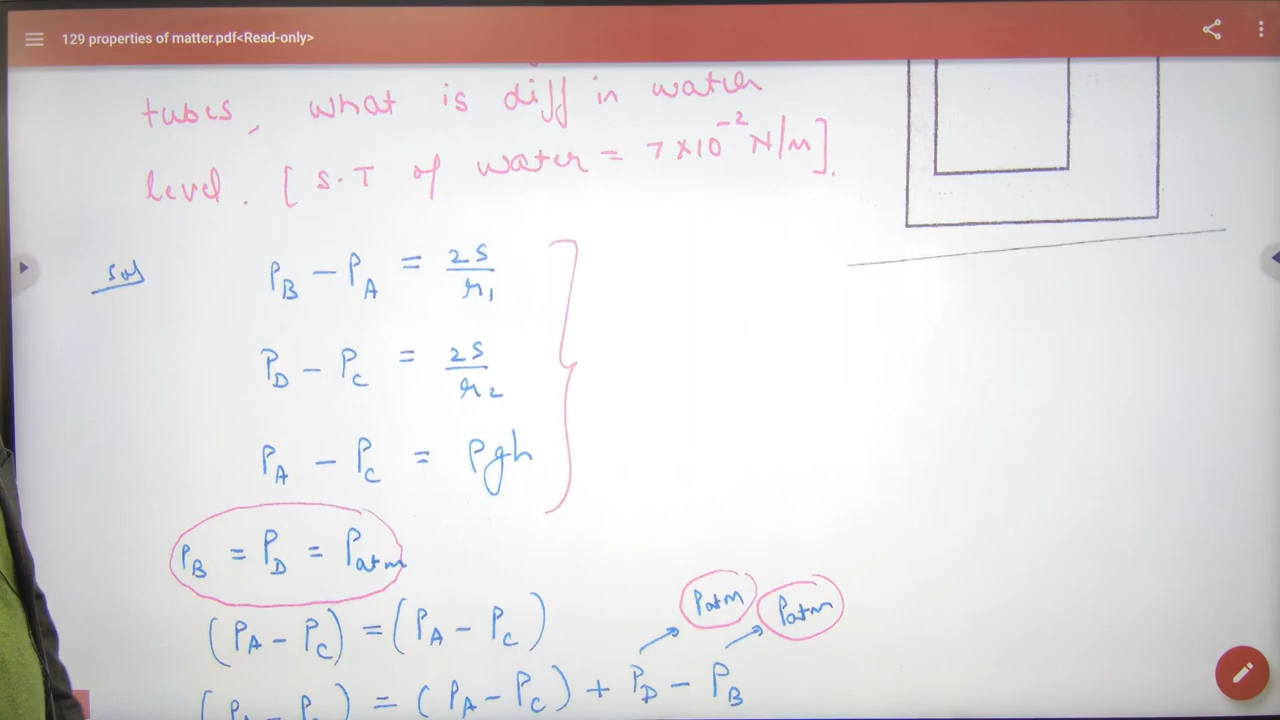 129 properties of matter.pdf<Read-only>
tubes, what is diff in water
level. [ S.T of water = 7×10⁻² N/m].
Sol
P_B − P_A = 2S/r₁
P_D − P_C = 2S/r₂
P_A − P_C = ρgh
P_B = P_D = P_atm
Patm Patm
(P_A − P_C) = (P_A − P_C)
(P_A − P_C) = (P_A − P_C) + P_D − P_B